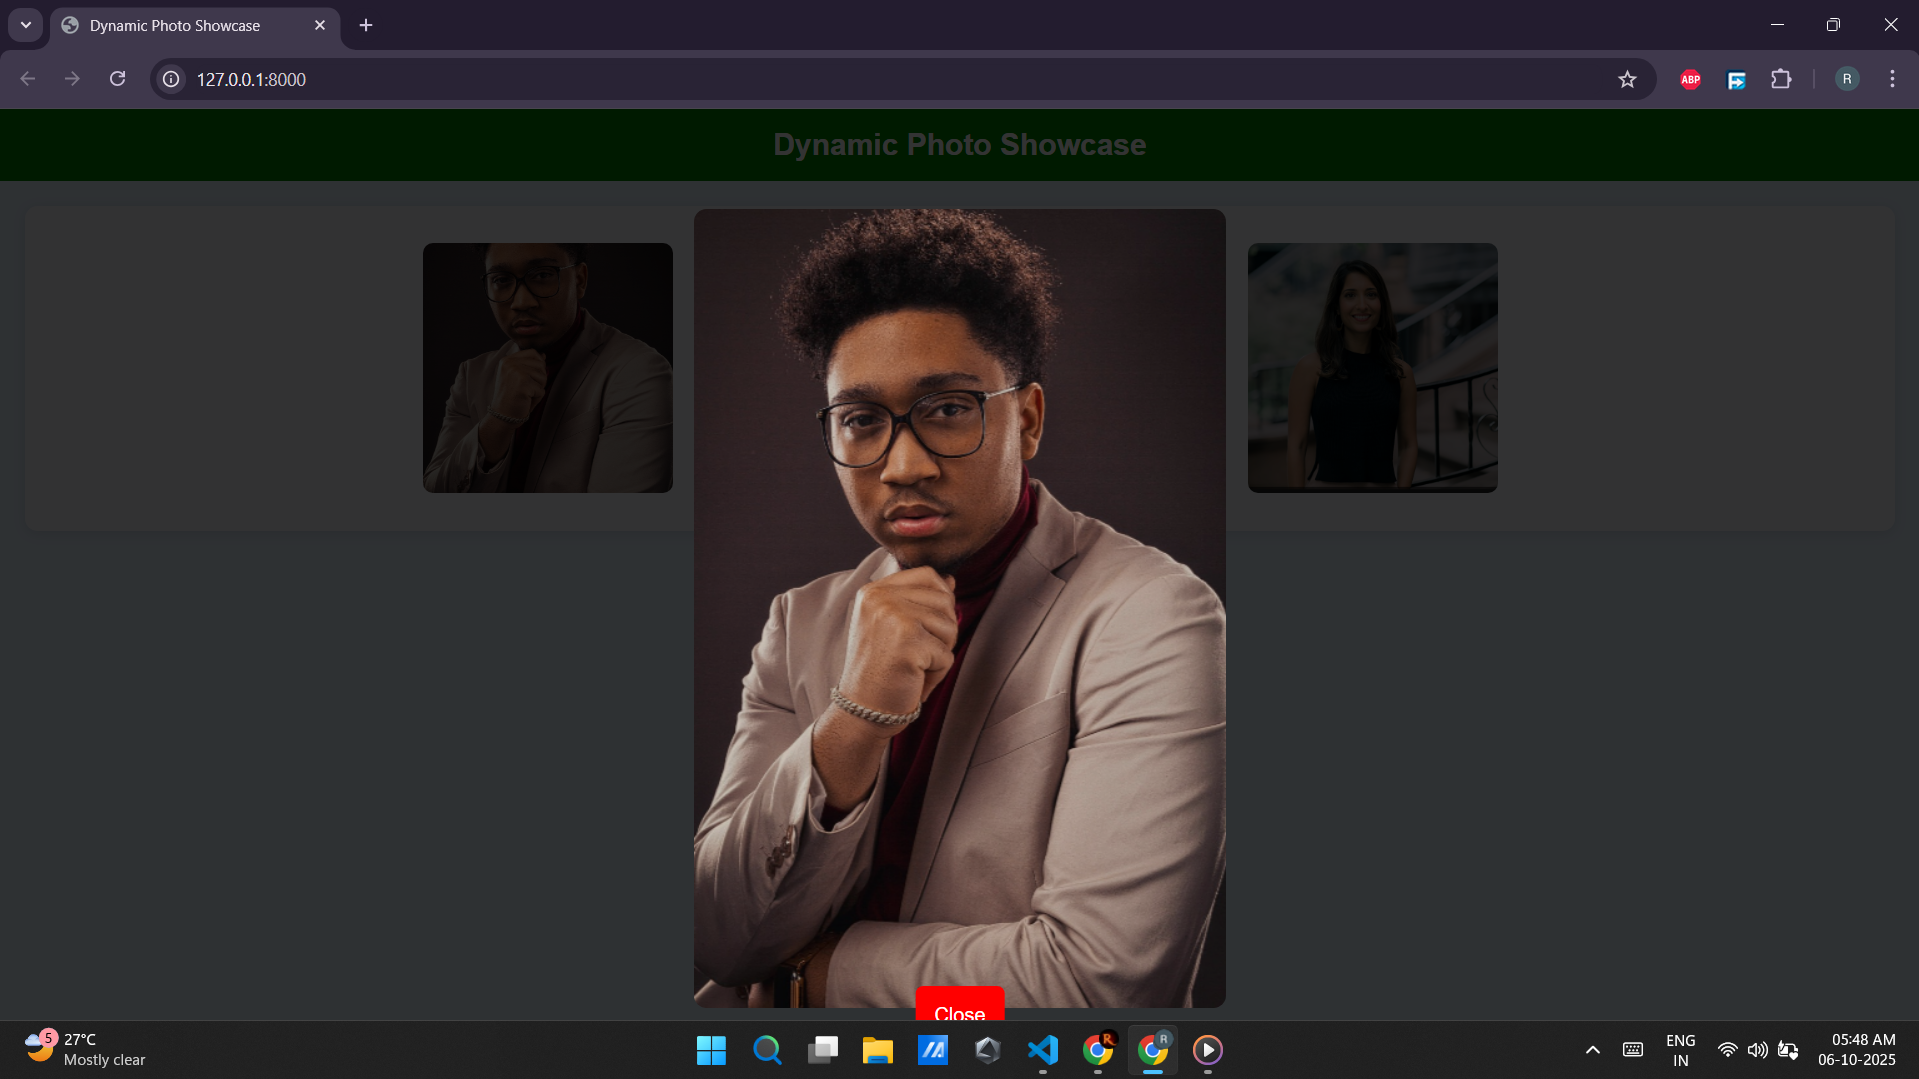 Dynamic Photo Showcase
127.0.0.1:8000
ABP
R
Dynamic Photo Showcase
Close
5
27°C
Mostly clear
R
R
ENG
IN
05:48 AM
06-10-2025